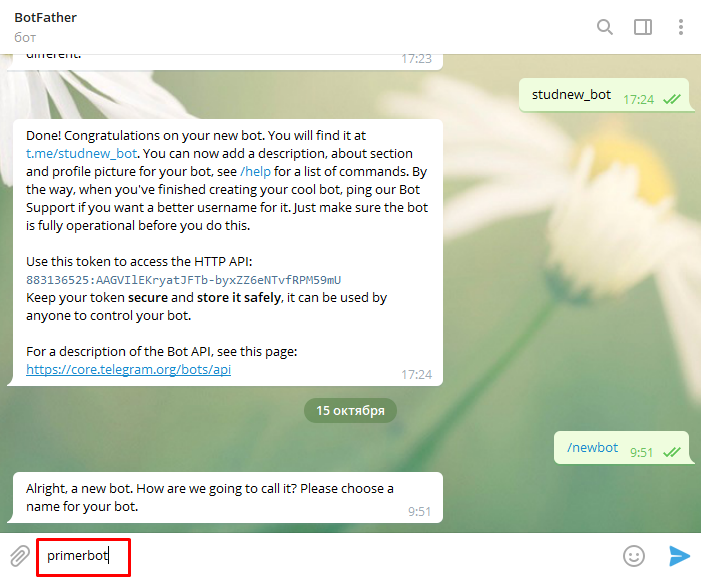 BotFather
бот
different.
17:23
studnew_bot 17:24
Done! Congratulations on your new bot. You will find it at
t.me/studnew_bot. You can now add a description, about section
and profile picture for your bot, see /help for a list of commands. By
the way, when you've finished creating your cool bot, ping our Bot
Support if you want a better username for it. Just make sure the bot
is fully operational before you do this.
Use this token to access the HTTP API:
883136525:AAGVIlEKryatJFTb-byxZZ6eNTvfRPM59mU
Keep your token secure and store it safely, it can be used by
anyone to control your bot.
For a description of the Bot API, see this page:
https://core.telegram.org/bots/api
17:24
15 октября
/newbot 9:51
Alright, a new bot. How are we going to call it? Please choose a
name for your bot.
9:51
primerbot